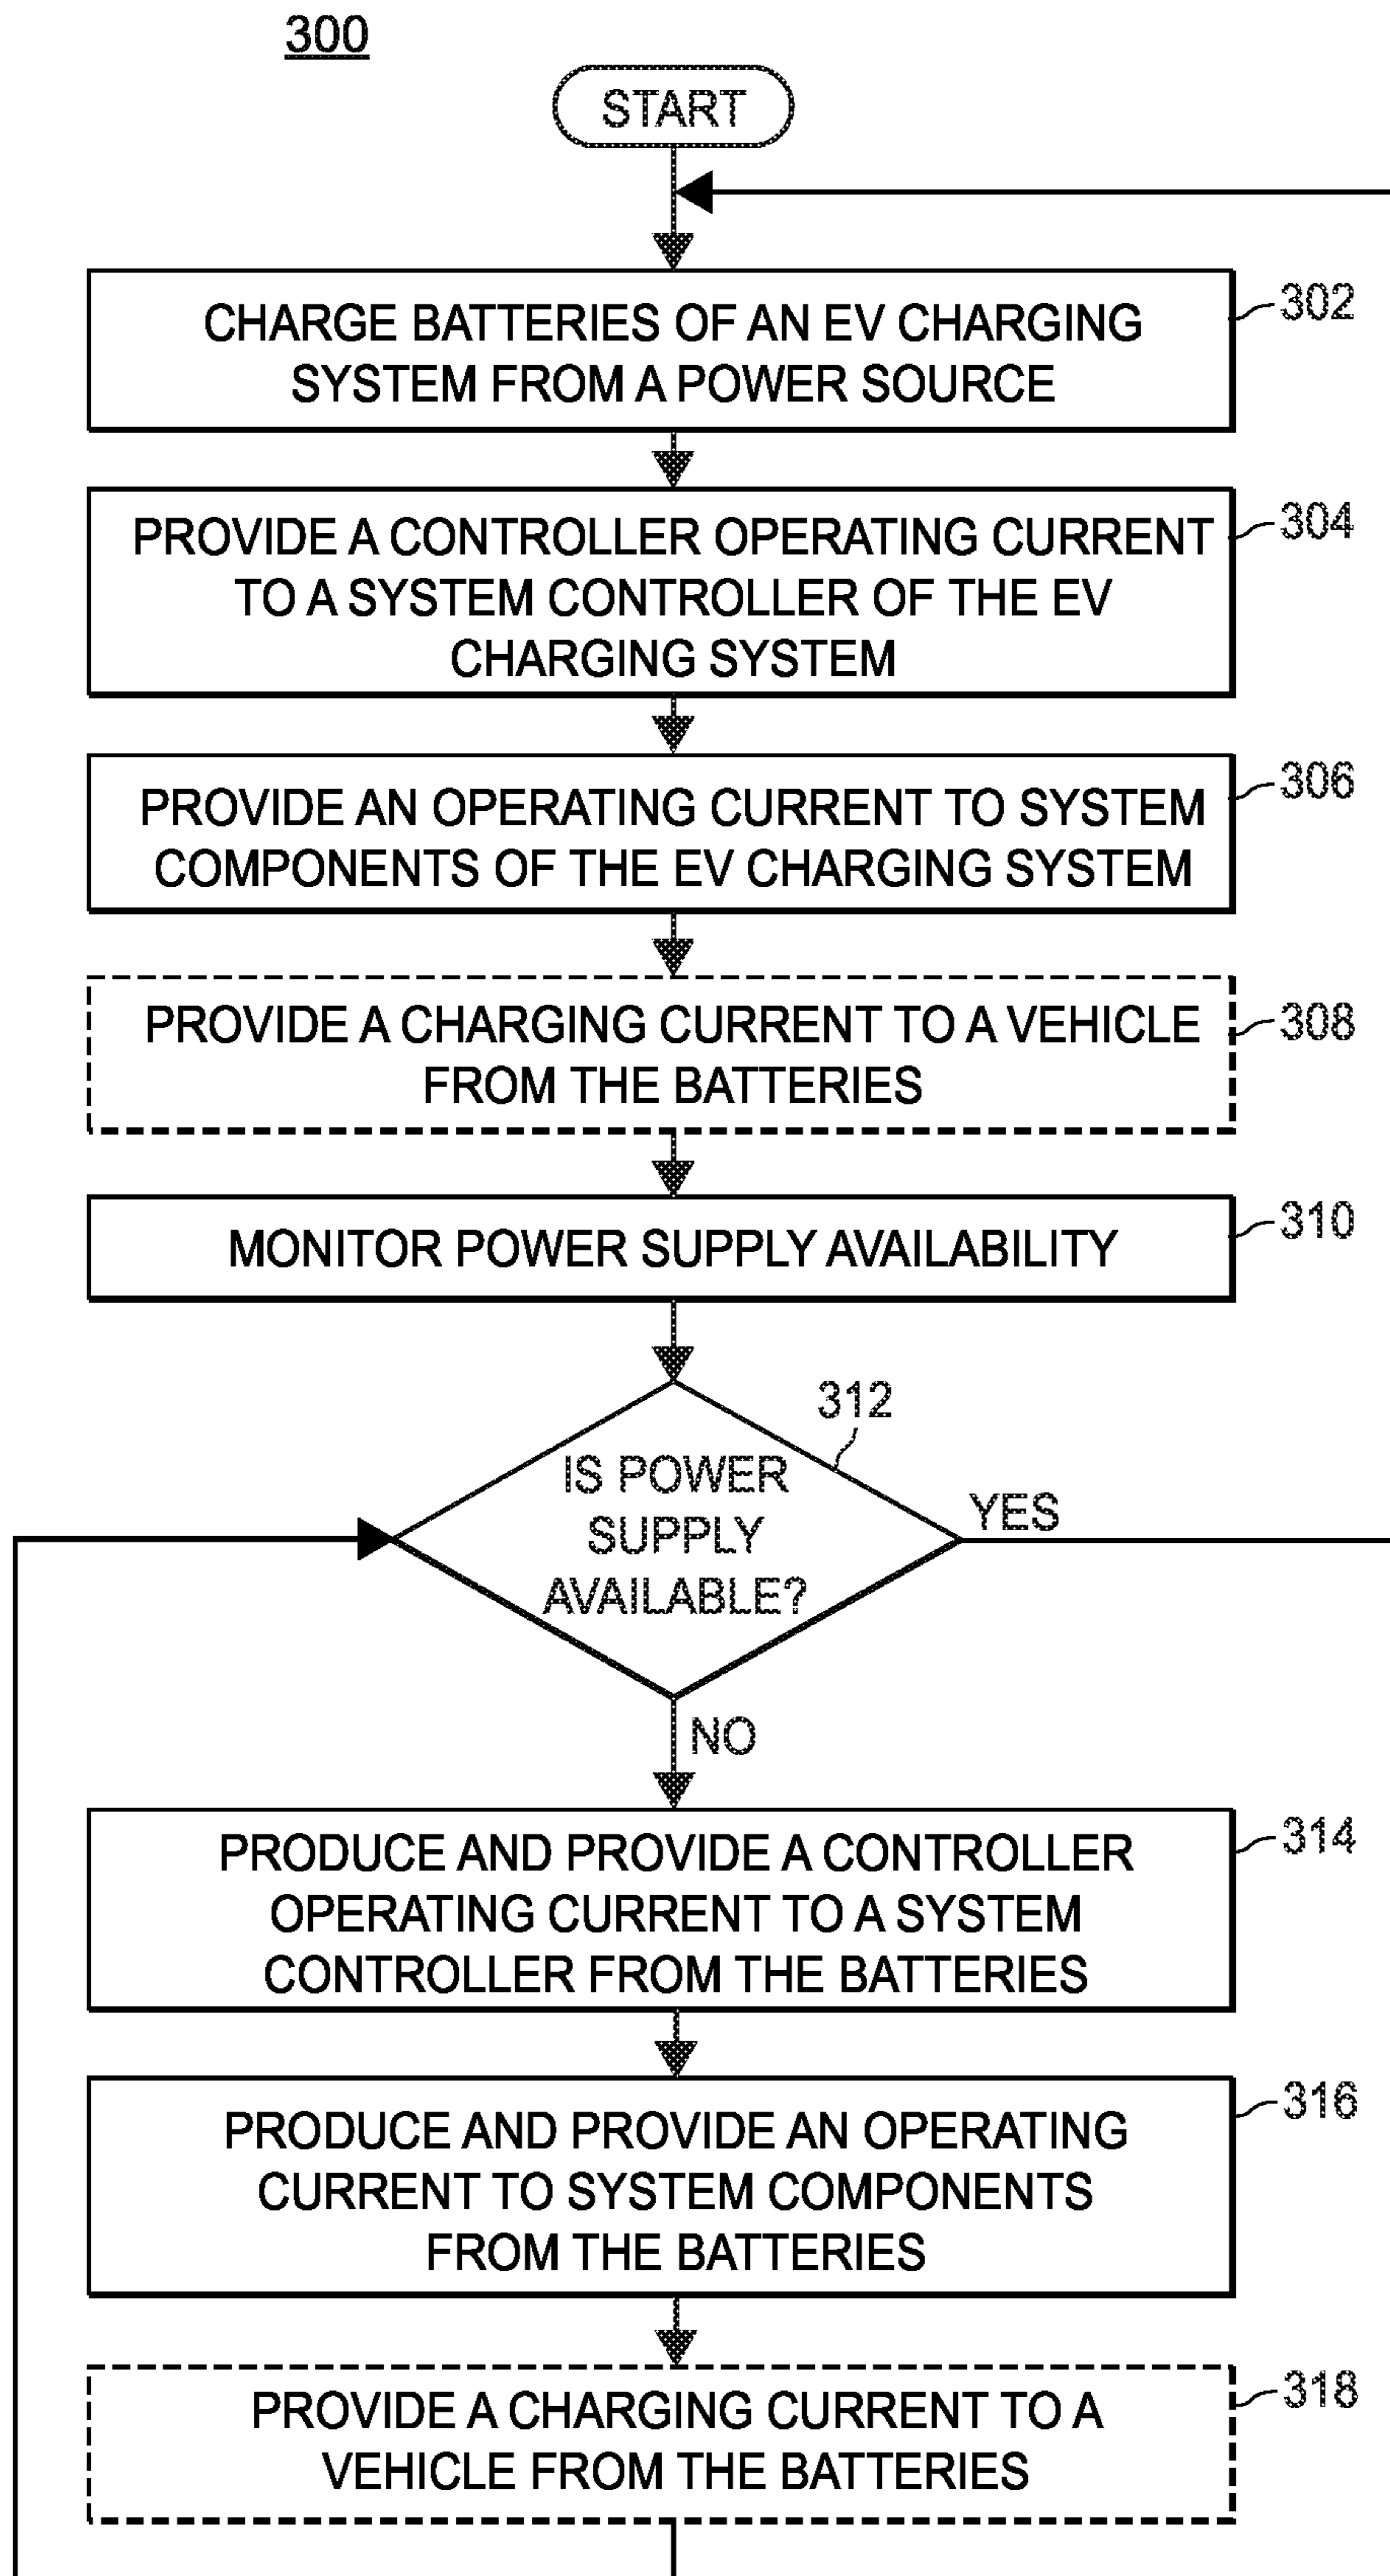 300
START
CHARGE BATTERIES OF AN EV CHARGING
SYSTEM FROM A POWER SOURCE
302
PROVIDE A CONTROLLER OPERATING CURRENT
TO A SYSTEM CONTROLLER OF THE EV
CHARGING SYSTEM
304
PROVIDE AN OPERATING CURRENT TO SYSTEM
COMPONENTS OF THE EV CHARGING SYSTEM
306
PROVIDE A CHARGING CURRENT TO A VEHICLE
FROM THE BATTERIES
308
MONITOR POWER SUPPLY AVAILABILITY
310
312
IS POWER
SUPPLY
AVAILABLE?
YES
NO
PRODUCE AND PROVIDE A CONTROLLER
OPERATING CURRENT TO A SYSTEM
CONTROLLER FROM THE BATTERIES
314
PRODUCE AND PROVIDE AN OPERATING
CURRENT TO SYSTEM COMPONENTS
FROM THE BATTERIES
316
PROVIDE A CHARGING CURRENT TO A
VEHICLE FROM THE BATTERIES
318